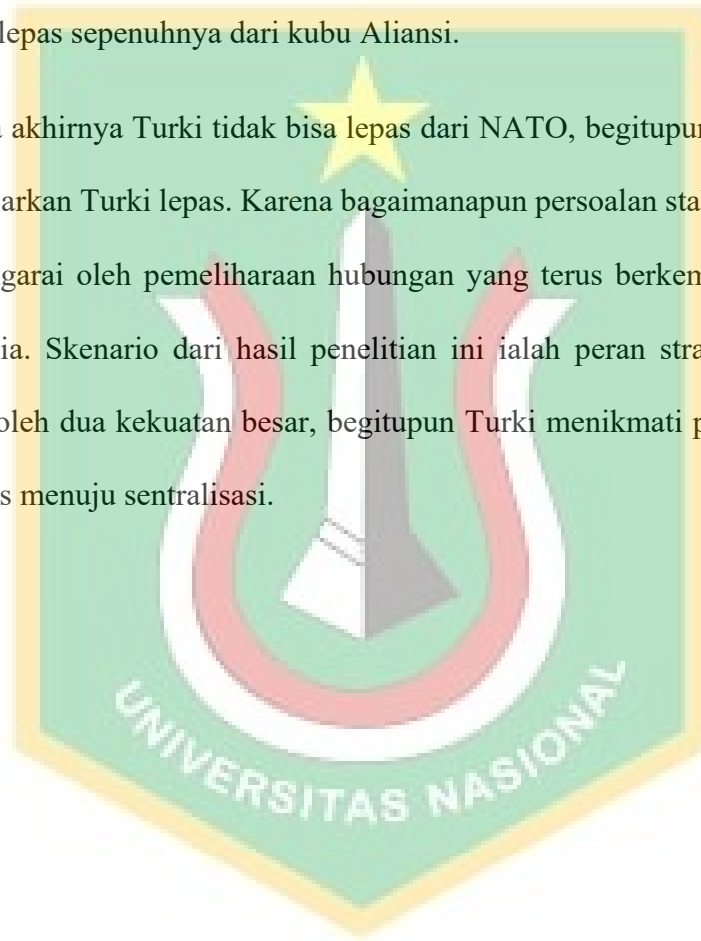 lepas sepenuhnya dari kubu Aliansi.
akhirnya Turki tidak bisa lepas dari NATO, begitupun
arkan Turki lepas. Karena bagaimanapun persoalan sta
garai oleh pemeliharaan hubungan yang terus berkem
ia. Skenario dari hasil penelitian ini ialah peran stra
oleh dua kekuatan besar, begitupun Turki menikmati p
s menuju sentralisasi.
UNIVERSITAS NASIONAL